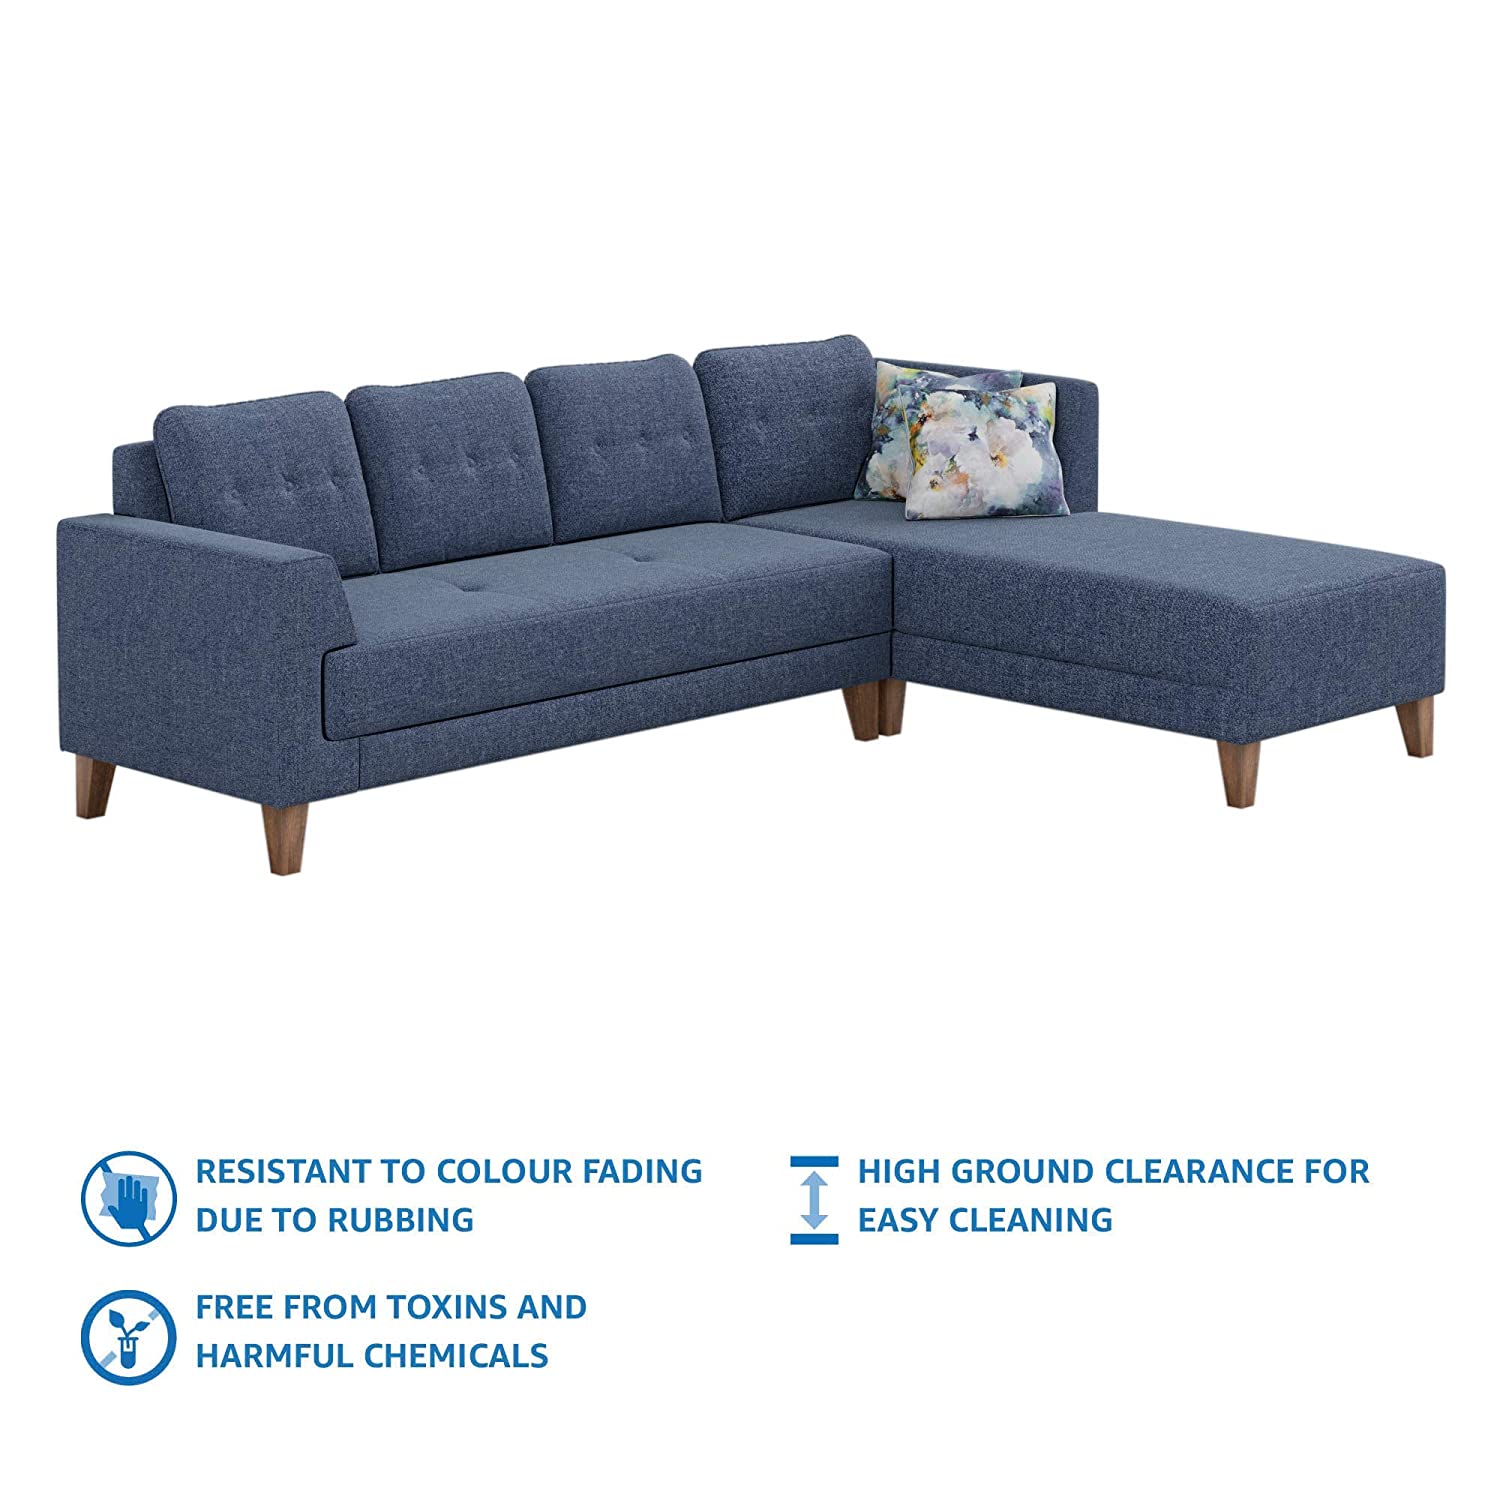 RESISTANT TO COLOUR FADING
DUE TO RUBBING
HIGH GROUND CLEARANCE FOR
EASY CLEANING
FREE FROM TOXINS AND
HARMFUL CHEMICALS